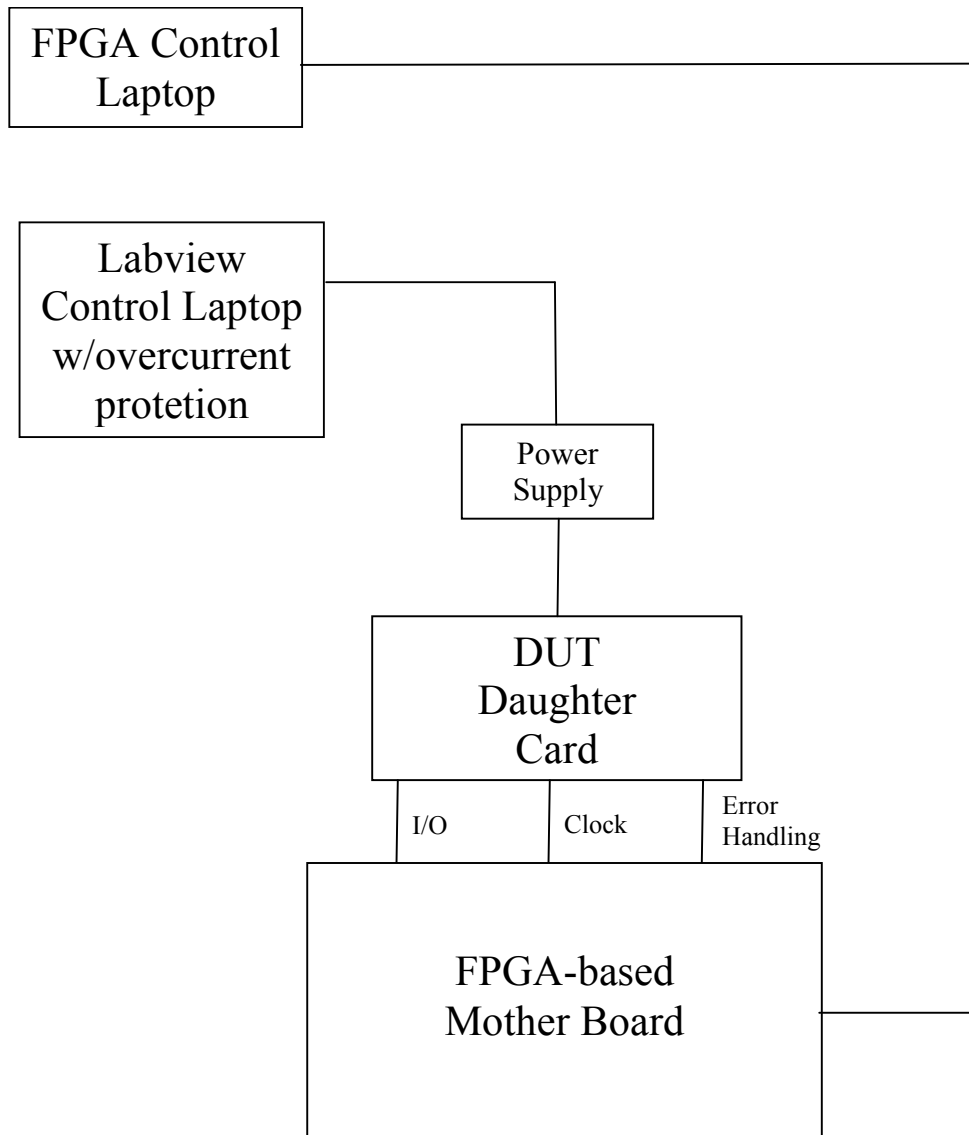 FPGA Control
Laptop
Labview
Control Laptop
w/overcurrent
protetion
Power
Supply
DUT
Daughter
Card
I/O
Clock
Error
Handling
FPGA-based
Mother Board